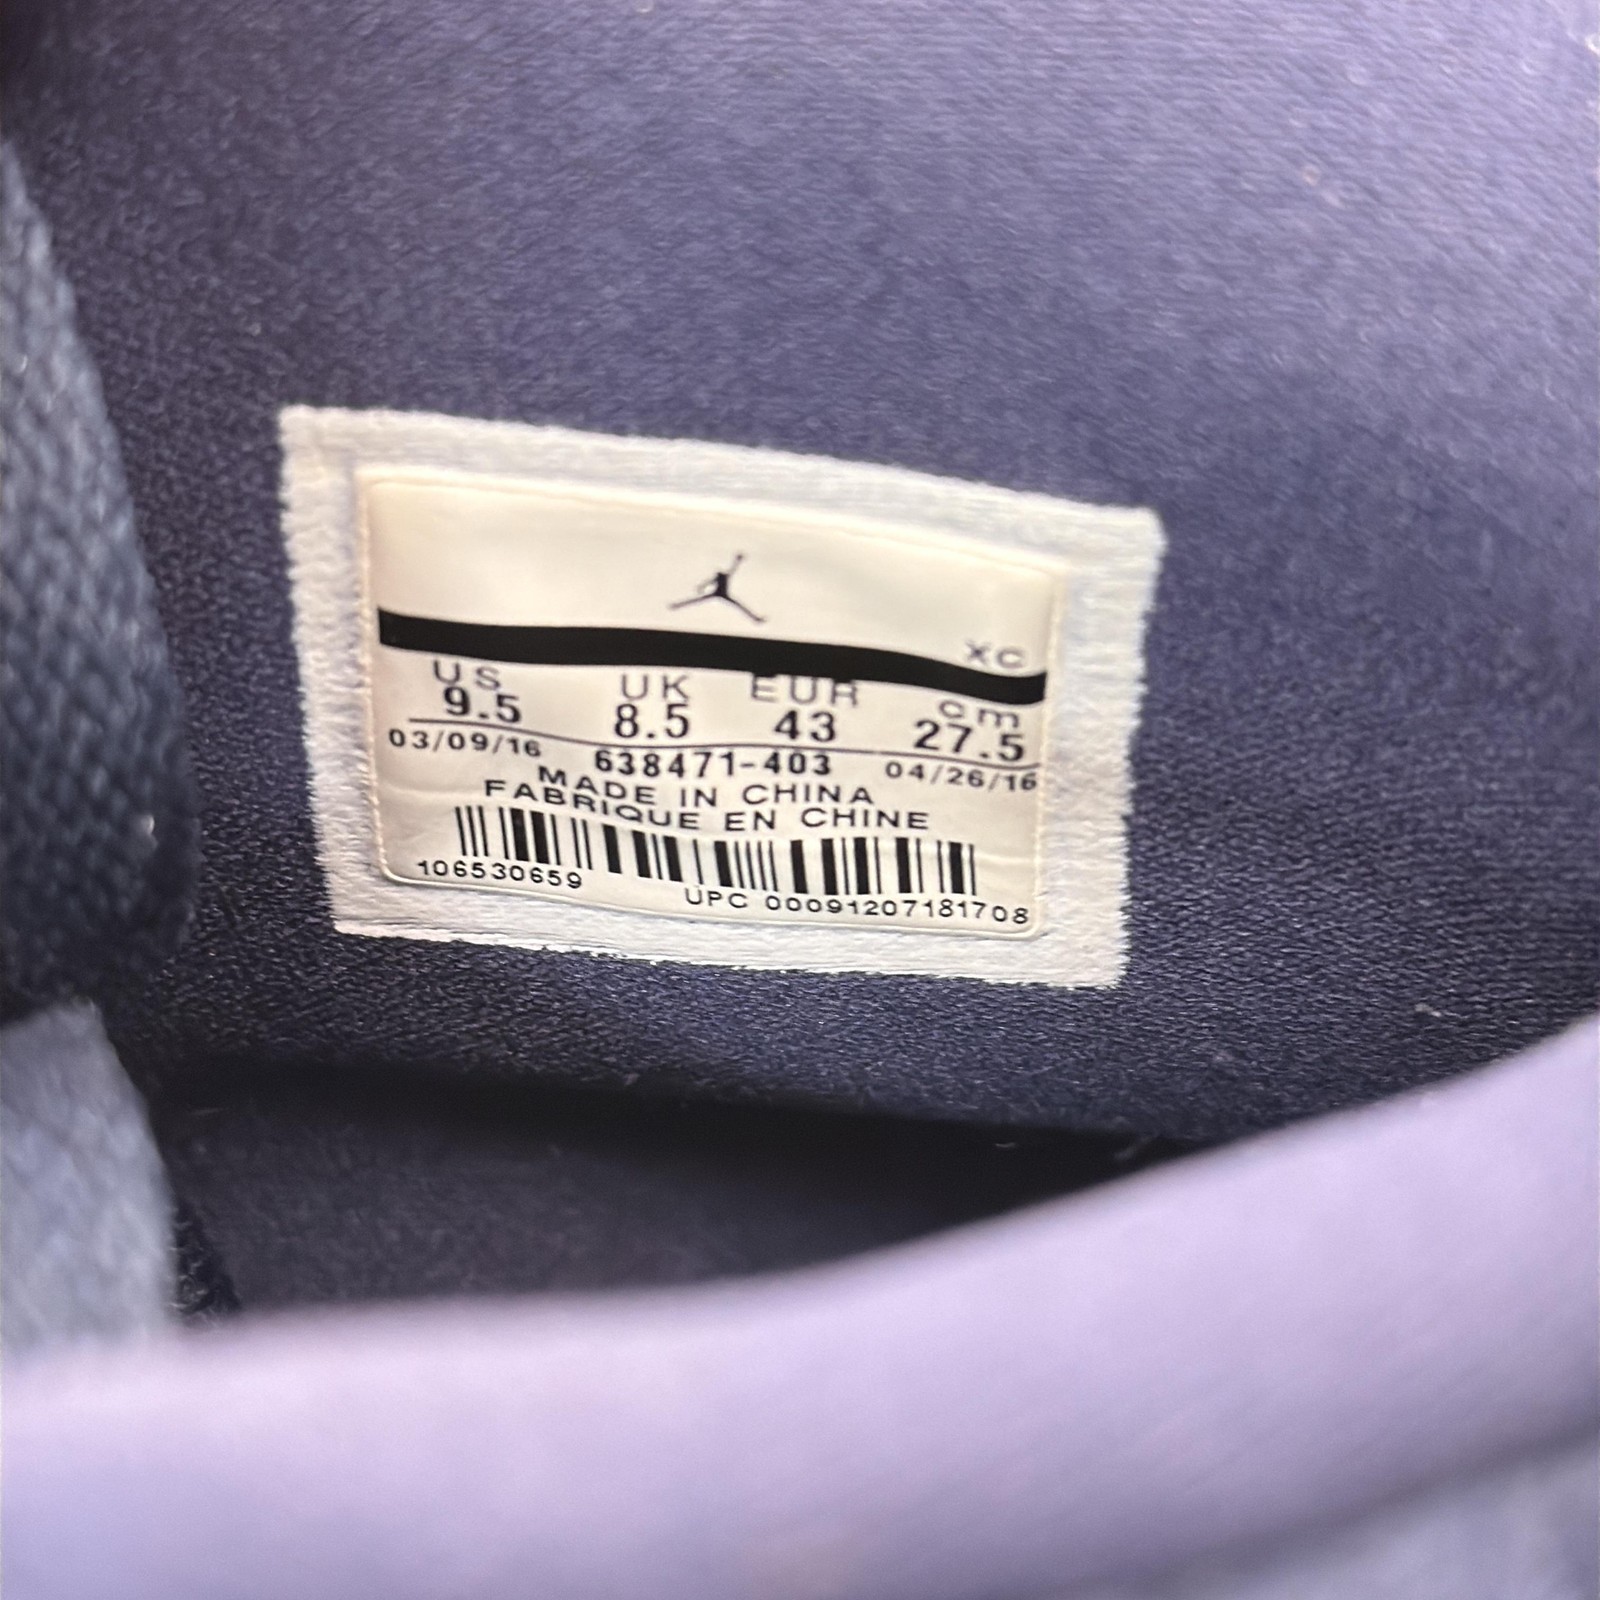 XC
US UK EUR cm
9.5 8.5 43 27.5
03/09/16 638471-403 04/26/16
MADE IN CHINA
FABRIQUE EN CHINE
106530659 UPC 00091207181708